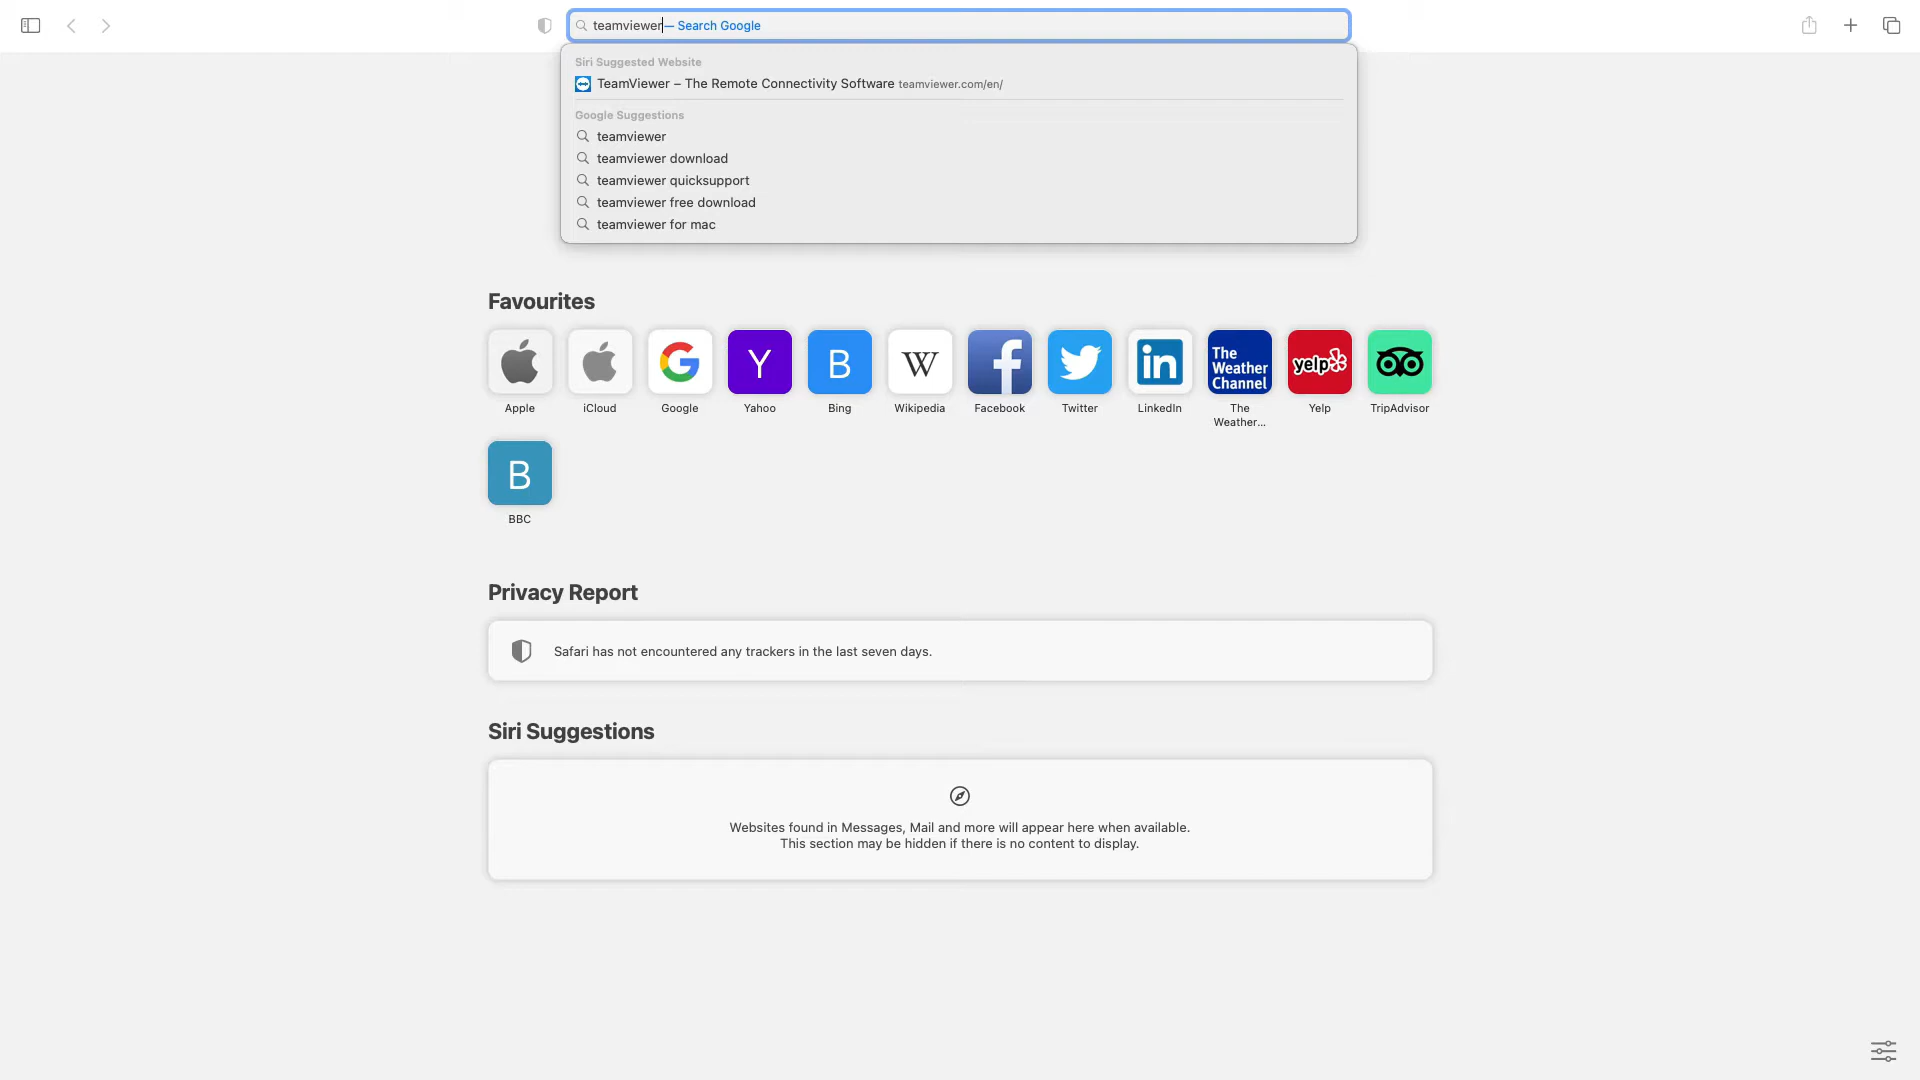 teamviewer — Search Google
Siri Suggested Website
TeamViewer – The Remote Connectivity Software teamviewer.com/en/
Google Suggestions
teamviewer
teamviewer download
teamviewer quicksupport
teamviewer free download
teamviewer for mac
Favourites
G
Y
B
W
f
in
The
Weather
Channel
yelp
Apple
iCloud
Google
Yahoo
Bing
Wikipedia
Facebook
Twitter
LinkedIn
The
Weather...
Yelp
TripAdvisor
B
BBC
Privacy Report
Safari has not encountered any trackers in the last seven days.
Siri Suggestions
Websites found in Messages, Mail and more will appear here when available.
This section may be hidden if there is no content to display.